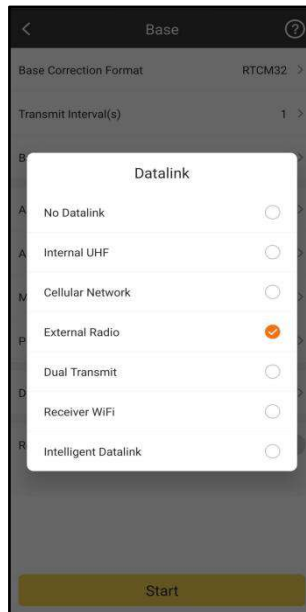 Base
Base Correction Format RTCM32
Transmit Interval(s) 1
Datalink
No Datalink
Internal UHF
Cellular Network
External Radio
Dual Transmit
Receiver WiFi
Intelligent Datalink
Start